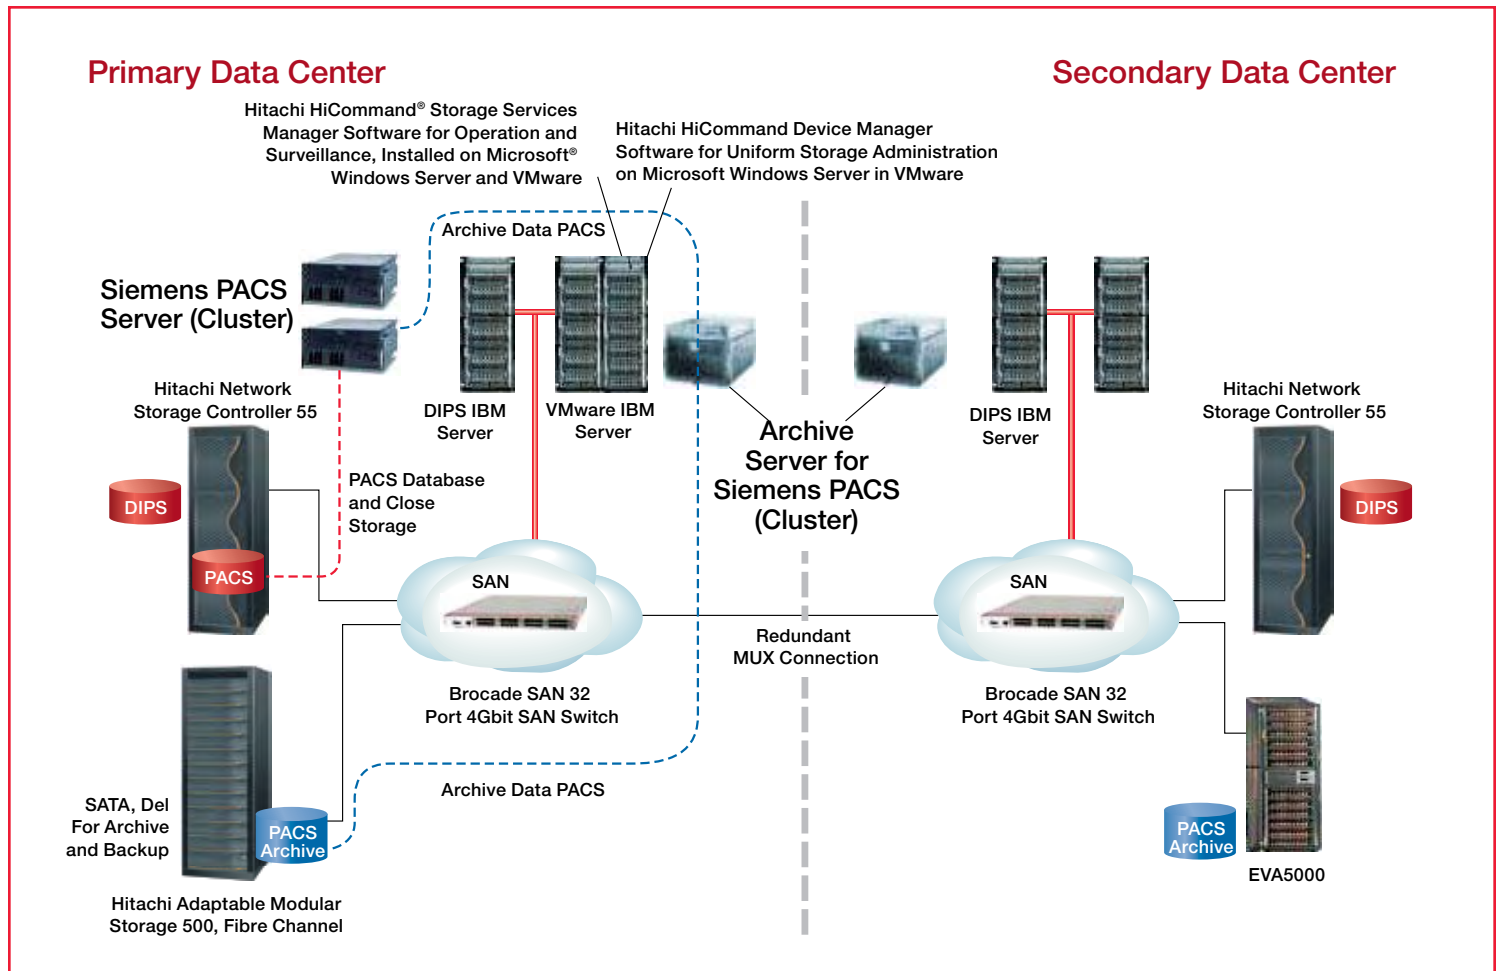 Primary Data Center
Secondary Data Center
Hitachi HiCommand® Storage Services
Manager Software for Operation and
Surveillance, Installed on Microsoft®
Windows Server and VMware
Hitachi HiCommand Device Manager
Software for Uniform Storage Administration
on Microsoft Windows Server in VMware
Archive Data PACS
Siemens PACS
Server (Cluster)
DIPS IBM
Server
VMware IBM
Server
Archive
Server for
Siemens PACS
(Cluster)
DIPS IBM
Server
Hitachi Network
Storage Controller 55
Hitachi Network
Storage Controller 55
DIPS
PACS
PACS Database
and Close
Storage
DIPS
SAN
SAN
Redundant
MUX Connection
Brocade SAN 32
Port 4Gbit SAN Switch
Brocade SAN 32
Port 4Gbit SAN Switch
Archive Data PACS
SATA, Del
For Archive
and Backup
PACS
Archive
PACS
Archive
EVA5000
Hitachi Adaptable Modular
Storage 500, Fibre Channel